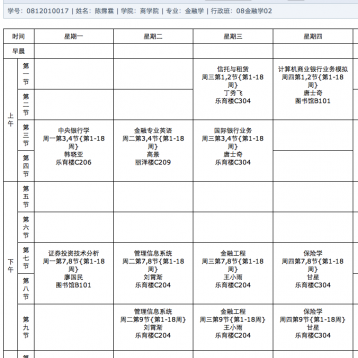 学号：0812010017 | 姓名：陈露露 | 学院：商学院 | 专业：金融学 | 行政班：08金融学02
时间 星期一 星期二 星期三 星期四
早晨
上午
第一节
信托与租赁
周三第1,2节{第1-18周}
丁秀飞
乐育楼C304
计算机商业银行业务模拟
周四第1,2节{第1-18周}
唐士奇
图书馆B101
第二节
第三节
中央银行学
周一第3,4节{第1-18周}
韩晓亚
乐育楼C206
金融专业英语
周二第3,4节{第1-18周}
高寒
丽泽楼C209
国际银行业务
周三第3,4节{第1-18周}
唐士奇
乐育楼C304
第四节
下午
第五节
第六节
第七节
证券投资技术分析
周一第7,8节{第1-18周}
唐国民
图书馆B101
管理信息系统
周二第7,8节{第1-18周}
刘霄渐
乐育楼C204
金融工程
周三第7,8节{第1-18周}
王小雨
乐育楼C204
保险学
周四第7,8节{第1-18周}
甘星
乐育楼C304
第八节
第九节
管理信息系统
周二第9节{第1-18周}
刘霄渐
乐育楼C204
金融工程
周三第9节{第1-18周}
王小雨
乐育楼C204
保险学
周四第9节{第1-18周}
甘星
乐育楼C304